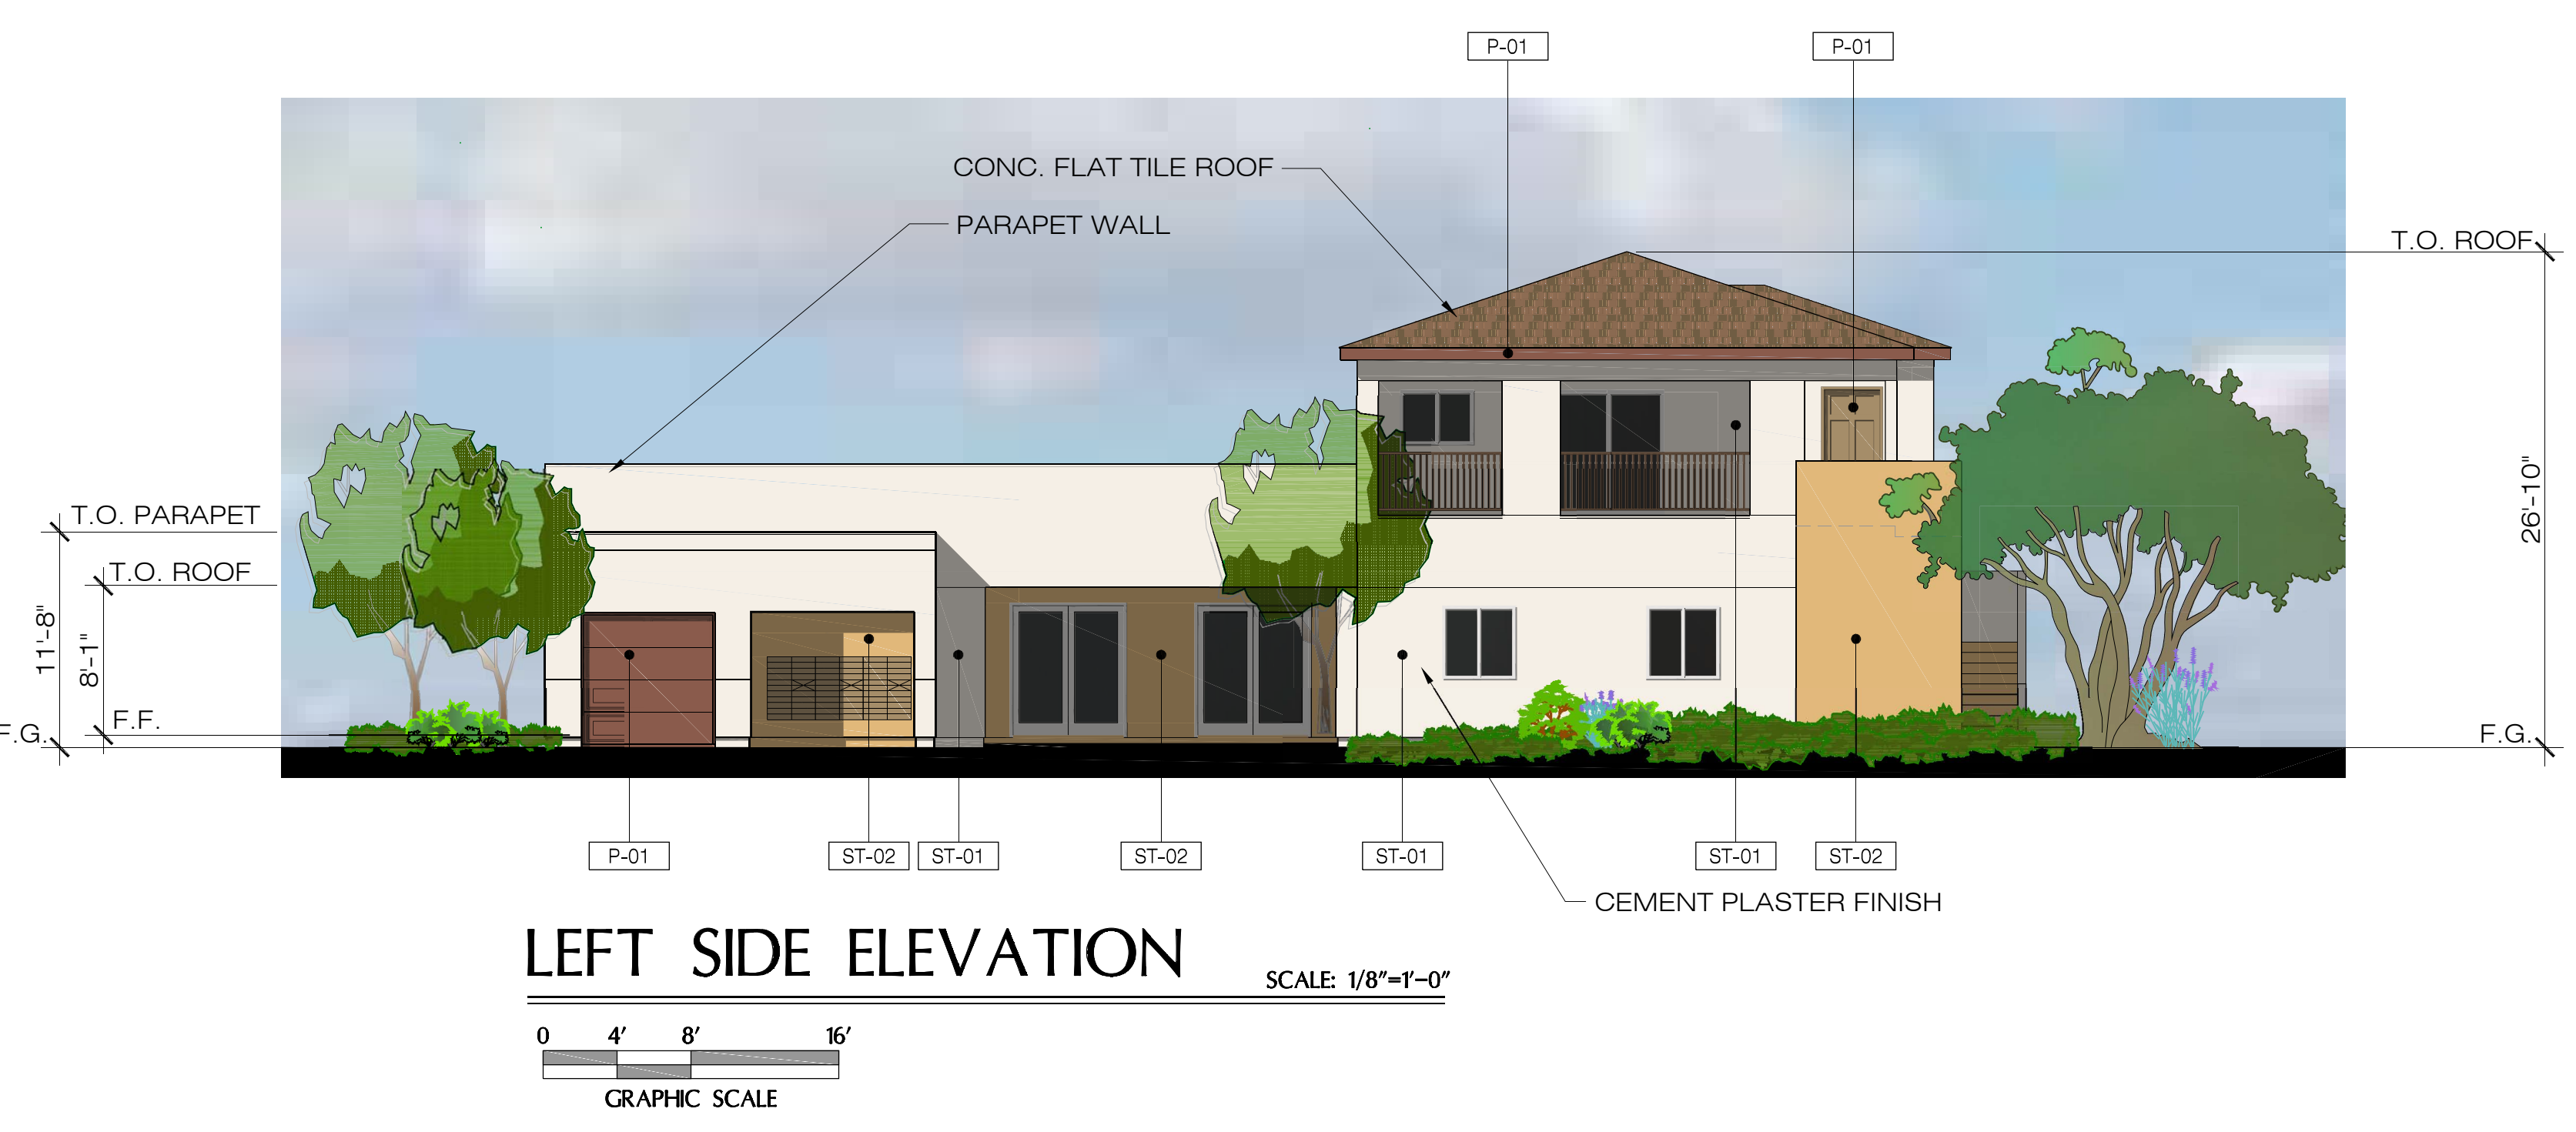 P-01 P-01
CONC. FLAT TILE ROOF
PARAPET WALL
T.O. ROOF
T.O. PARAPET
T.O. ROOF
11'-8"
8'-1"
26'-10"
F.F.
F.G.
F.G.
P-01 ST-02 ST-01 ST-02 ST-01 ST-01 ST-02
CEMENT PLASTER FINISH
LEFT SIDE ELEVATION
SCALE: 1/8"=1'-0"
0 4' 8' 16'
GRAPHIC SCALE